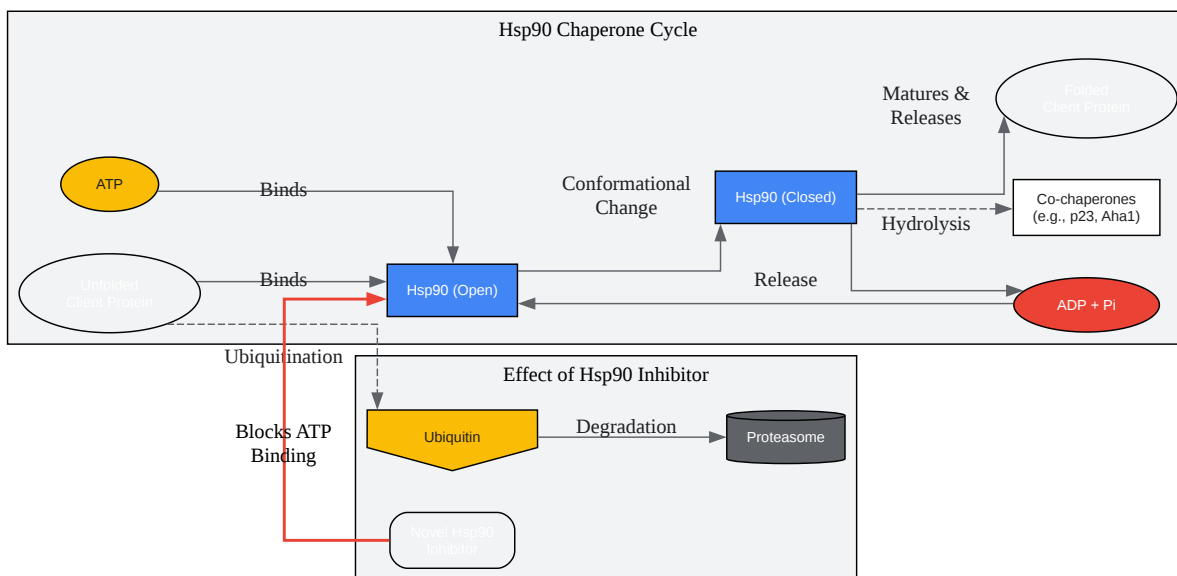 Hsp90 Chaperone Cycle
Matures &
Releases
Folded
Client Protein
ATP
Binds
Conformational
Change
Hsp90 (Closed)
Hydrolysis
Co-chaperones
(e.g., p23, Aha1)
Unfolded
Client Protein
Binds
Hsp90 (Open)
Release
ADP + Pi
Ubiquitination
Effect of Hsp90 Inhibitor
Blocks ATP
Binding
Ubiquitin
Degradation
Proteasome
Novel Hsp90
Inhibitor